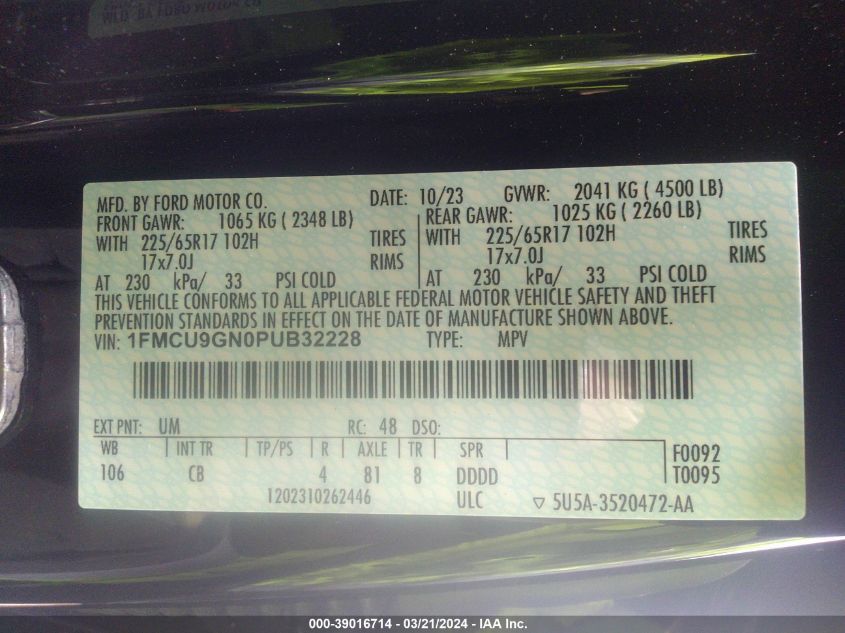 MFD. BY FORD MOTOR CO. DATE: 10/23 GVWR: 2041 KG ( 4500 LB)
FRONT GAWR: 1065 KG ( 2348 LB) REAR GAWR: 1025 KG ( 2260 LB)
WITH 225/65R17 102H TIRES WITH 225/65R17 102H TIRES
17x7.0J RIMS 17x7.0J RIMS
AT 230 kPa/ 33 PSI COLD AT 230 kPa/ 33 PSI COLD
THIS VEHICLE CONFORMS TO ALL APPLICABLE FEDERAL MOTOR VEHICLE SAFETY AND THEFT
PREVENTION STANDARDS IN EFFECT ON THE DATE OF MANUFACTURE SHOWN ABOVE.
VIN: 1FMCU9GN0PUB32228 TYPE: MPV
EXT PNT: UM RC: 48 DSO:
WB INT TR TP/PS R AXLE TR SPR F0092
106 CB 4 81 8 DDDD T0095
1202310262446 ULC ▽ 5U5A-3520472-AA
000-39016714 - 03/21/2024 - IAA Inc.